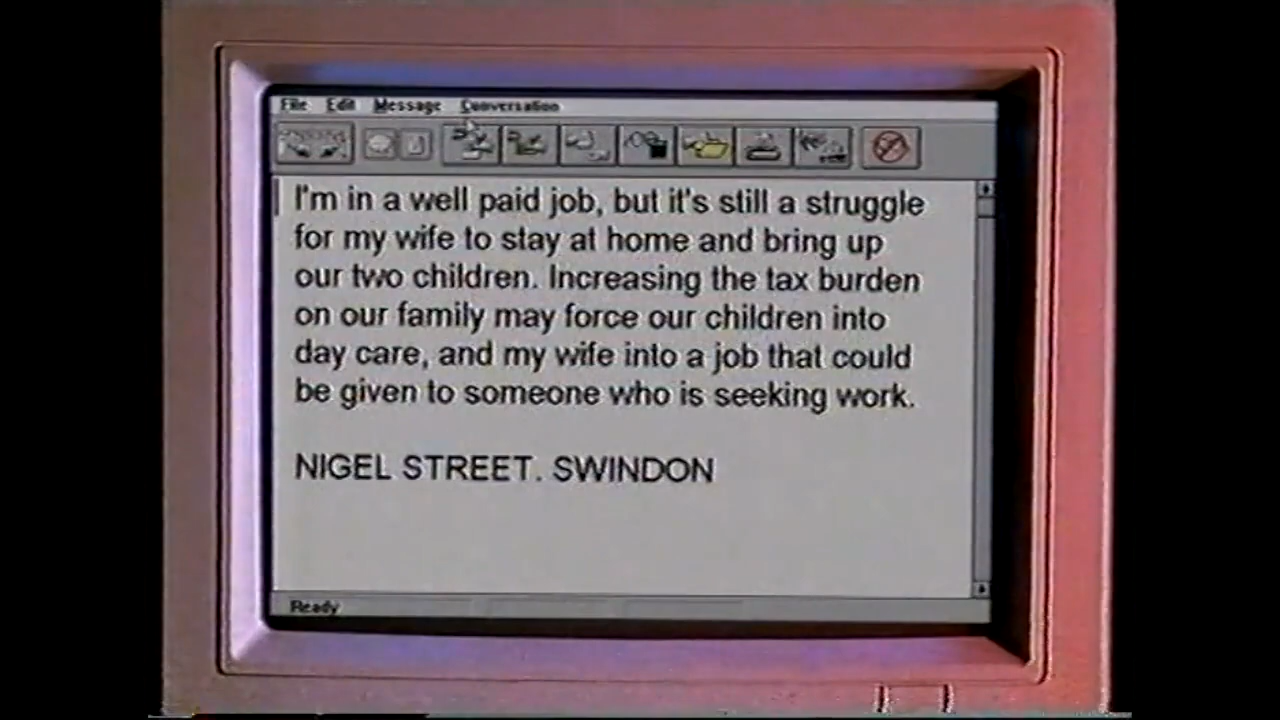 File Edit Message Conversation
I'm in a well paid job, but it's still a struggle
for my wife to stay at home and bring up
our two children. Increasing the tax burden
on our family may force our children into
day care, and my wife into a job that could
be given to someone who is seeking work.
NIGEL STREET. SWINDON
Ready